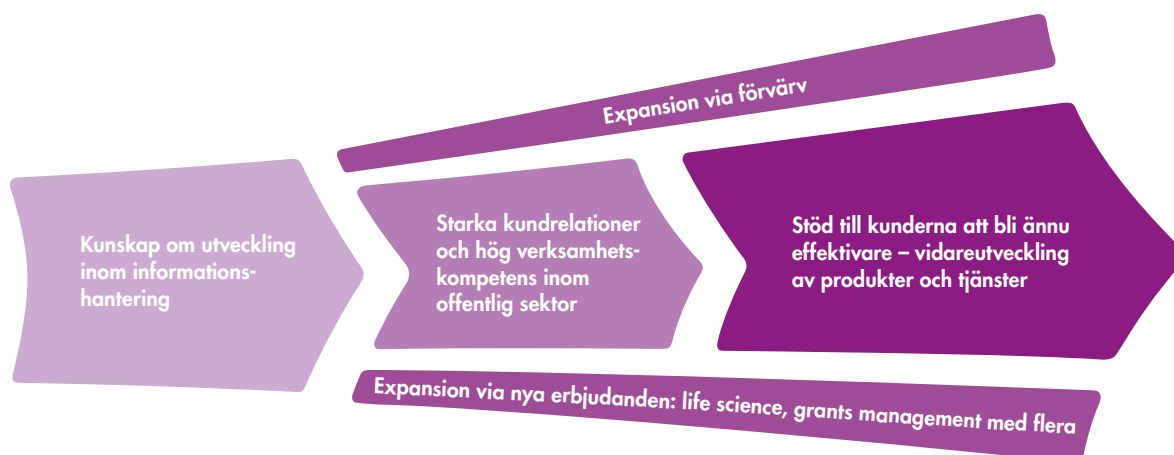 Expansion via förvärv
Kunskap om utveckling
inom informations-
hantering
Starka kundrelationer
och hög verksamhets-
kompetens inom
offentlig sektor
Stöd till kunderna att bli ännu
effektivare – vidareutveckling
av produkter och tjänster
Expansion via nya erbjudanden: life science, grants management med flera